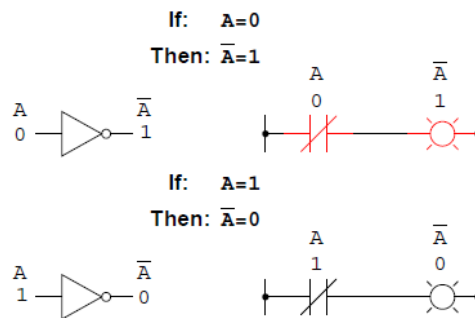 If: A=0
Then: A̅=1
A A̅
0 1
A A̅
0 1
If: A=1
Then: A̅=0
A A̅
1 0
A A̅
1 0